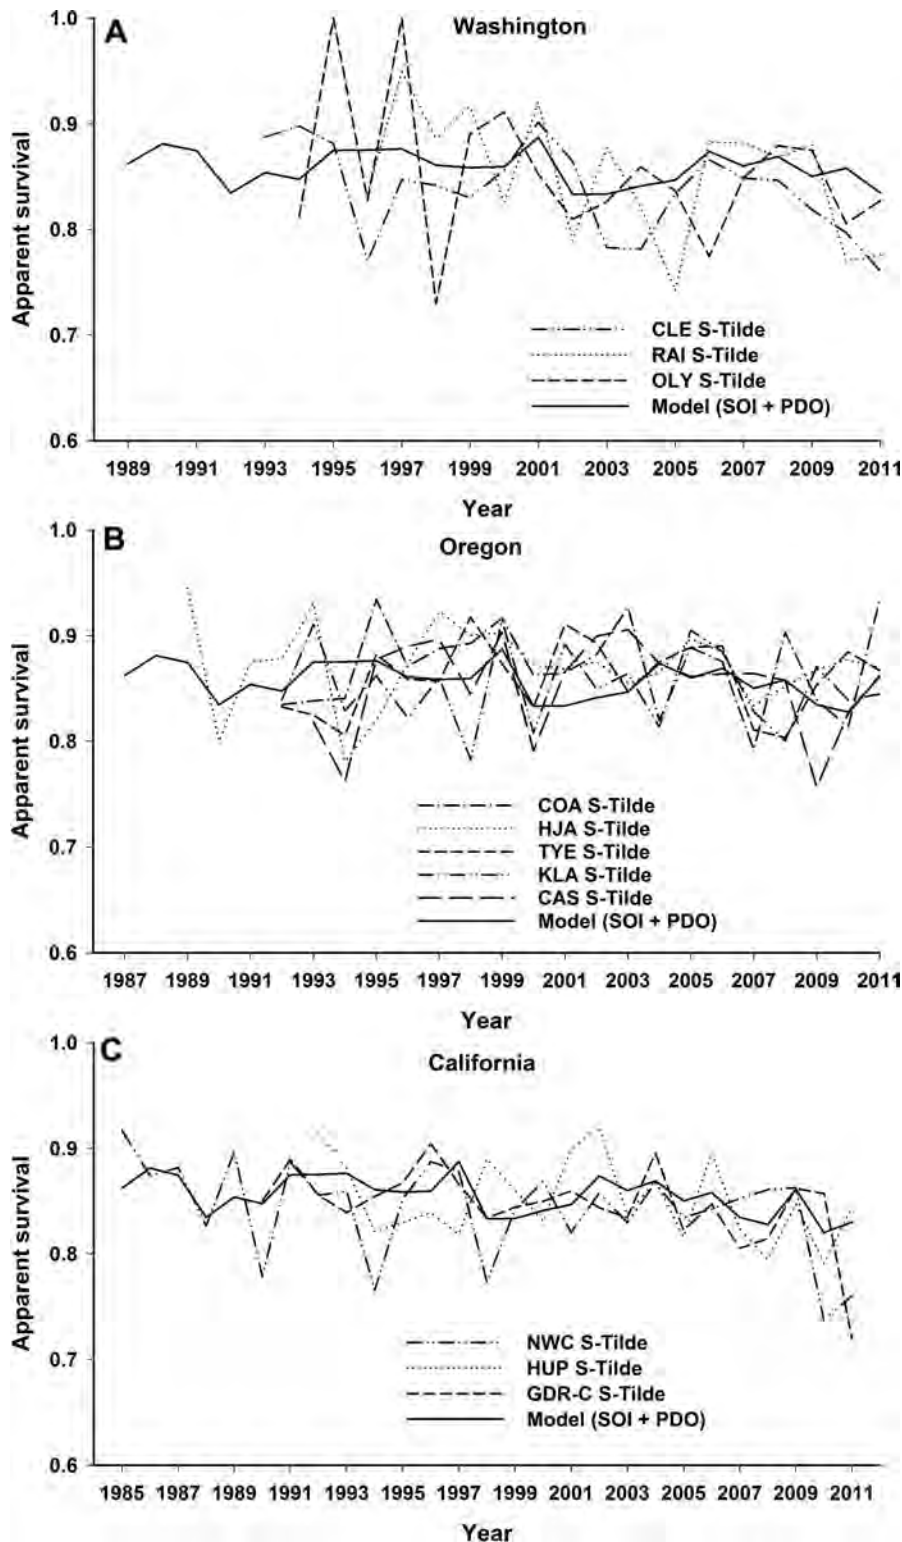 A
Washington
1.0
0.9
0.8
0.7
0.6
Apparent survival
CLE S-Tilde
RAI S-Tilde
OLY S-Tilde
Model (SOI + PDO)
1989 1991 1993 1995 1997 1999 2001 2003 2005 2007 2009 2011
Year
B
Oregon
1.0
0.9
0.8
0.7
0.6
Apparent survival
COA S-Tilde
HJA S-Tilde
TYE S-Tilde
KLA S-Tilde
CAS S-Tilde
Model (SOI + PDO)
1987 1989 1991 1993 1995 1997 1999 2001 2003 2005 2007 2009 2011
Year
C
California
1.0
0.9
0.8
0.7
0.6
Apparent survival
NWC S-Tilde
HUP S-Tilde
GDR-C S-Tilde
Model (SOI + PDO)
1985 1987 1989 1991 1993 1995 1997 1999 2001 2003 2005 2007 2009 2011
Year